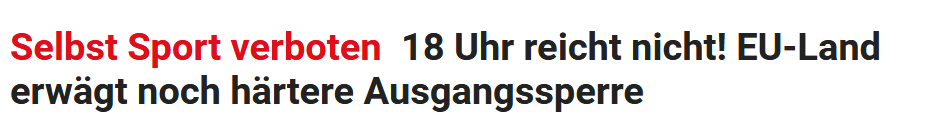 Selbst Sport verboten 18 Uhr reicht nicht! EU-Land
erwägt noch härtere Ausgangssperre